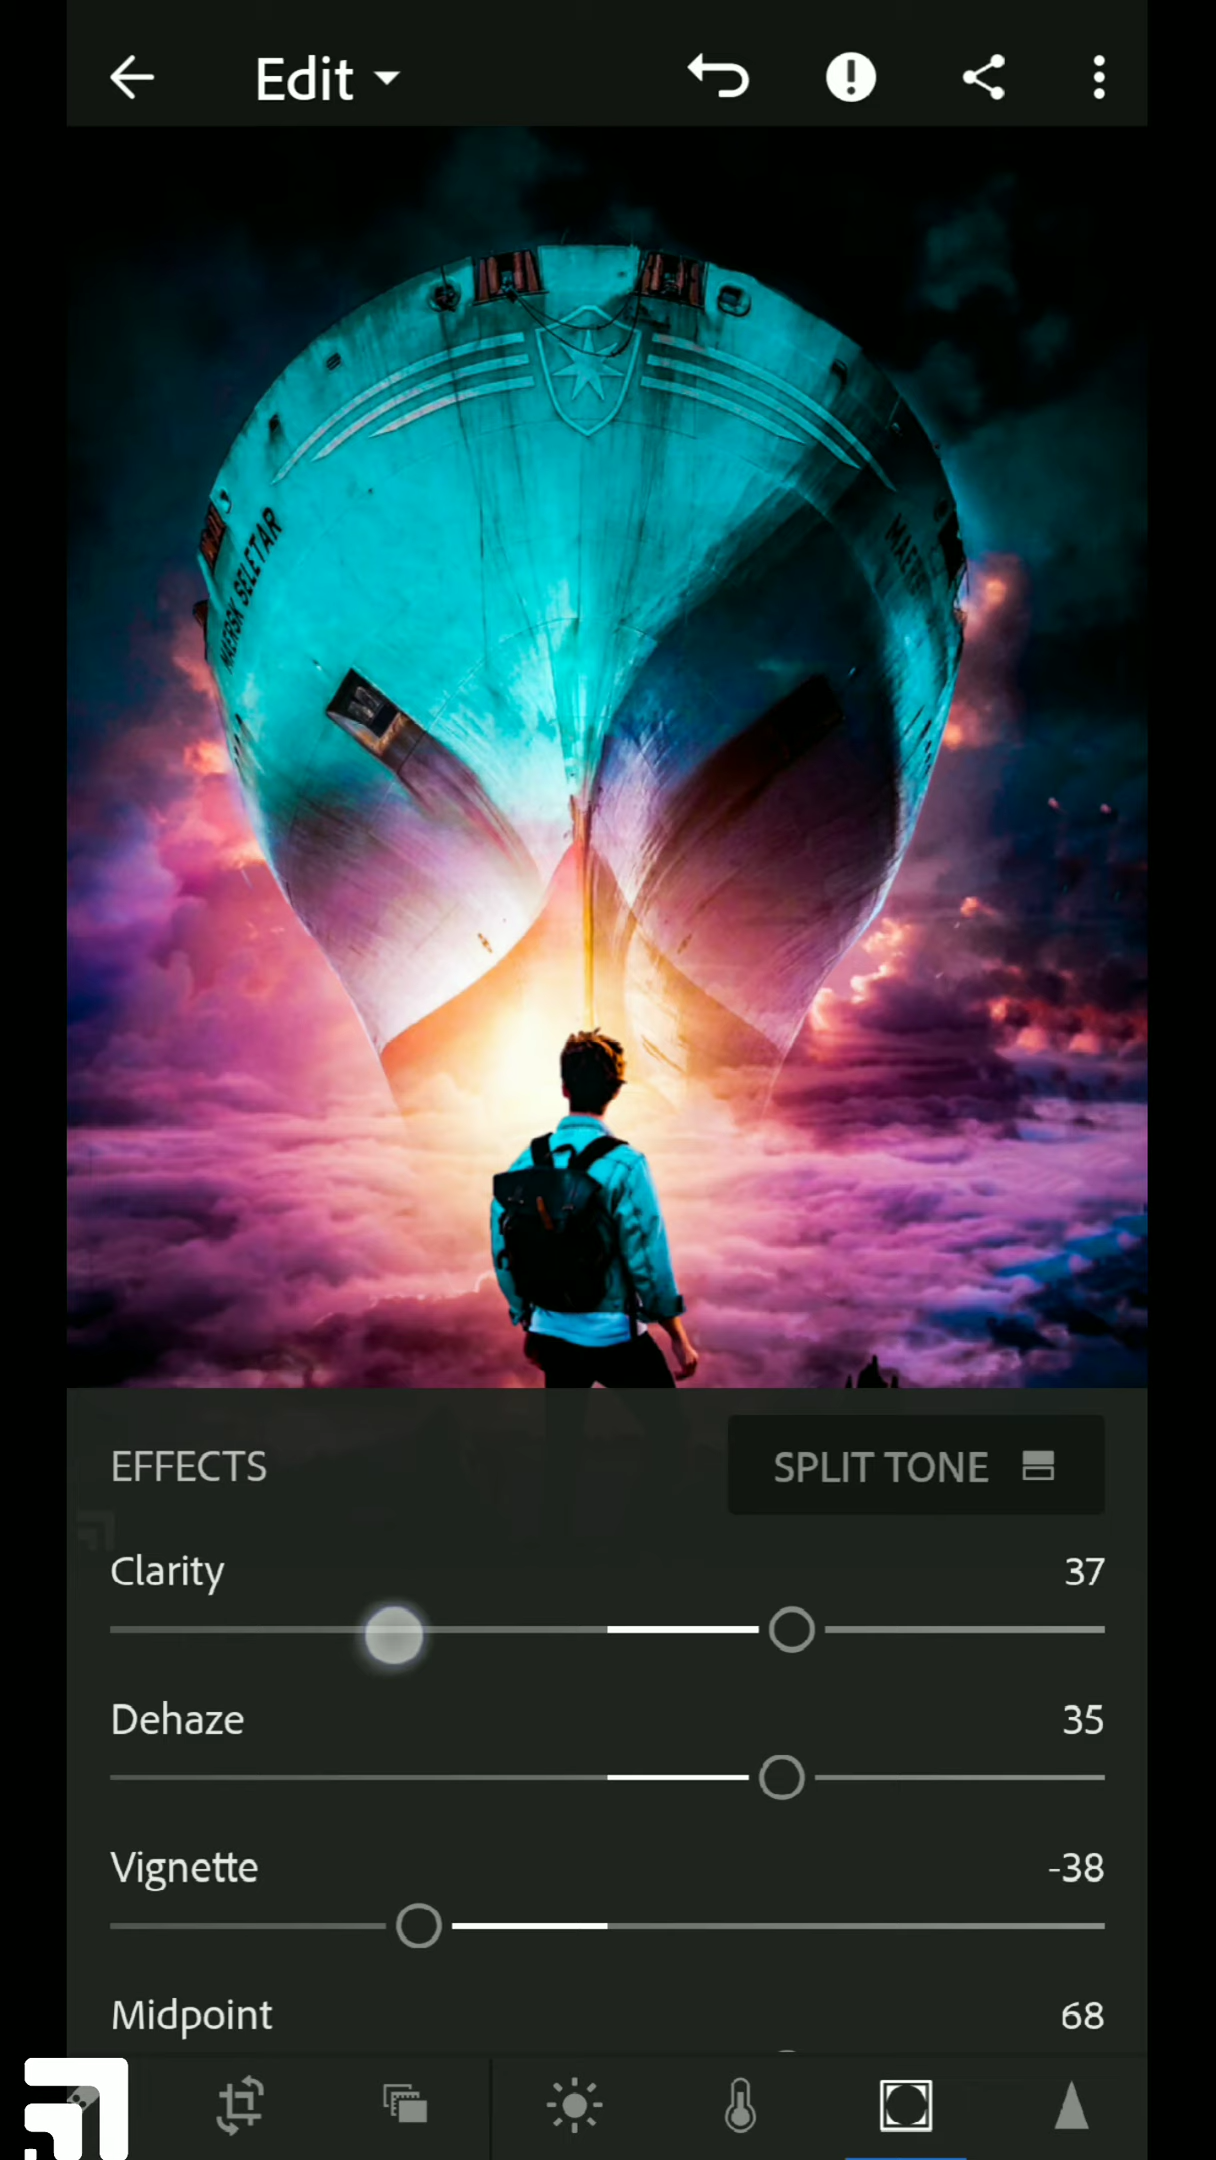 Edit
MAERSK SELETAR
EFFECTS
SPLIT TONE
Clarity
37
Dehaze
35
Vignette
-38
Midpoint
68